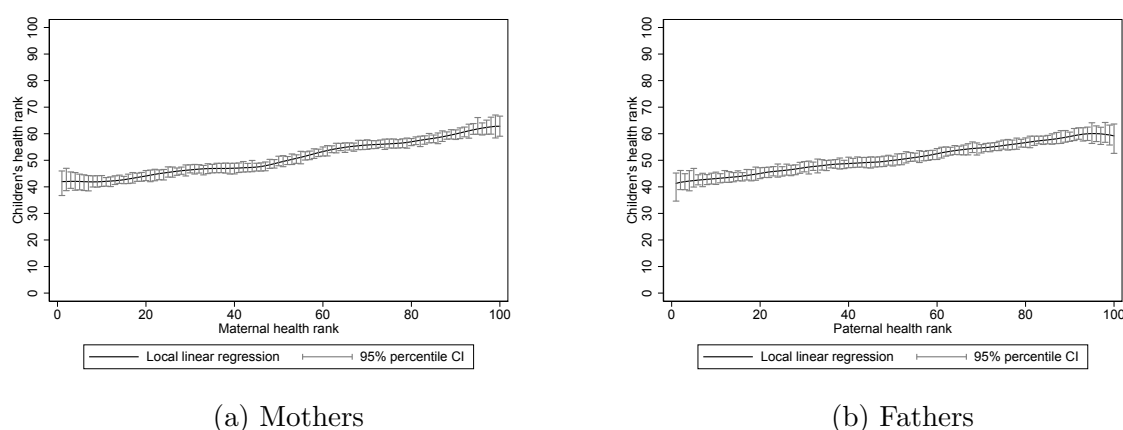 100
90
80
70
60
50
40
30
20
10
0
Children's health rank
0 20 40 60 80 100
Maternal health rank
Local linear regression 95% percentile CI
(a) Mothers
100
90
80
70
60
50
40
30
20
10
0
Children's health rank
0 20 40 60 80 100
Paternal health rank
Local linear regression 95% percentile CI
(b) Fathers